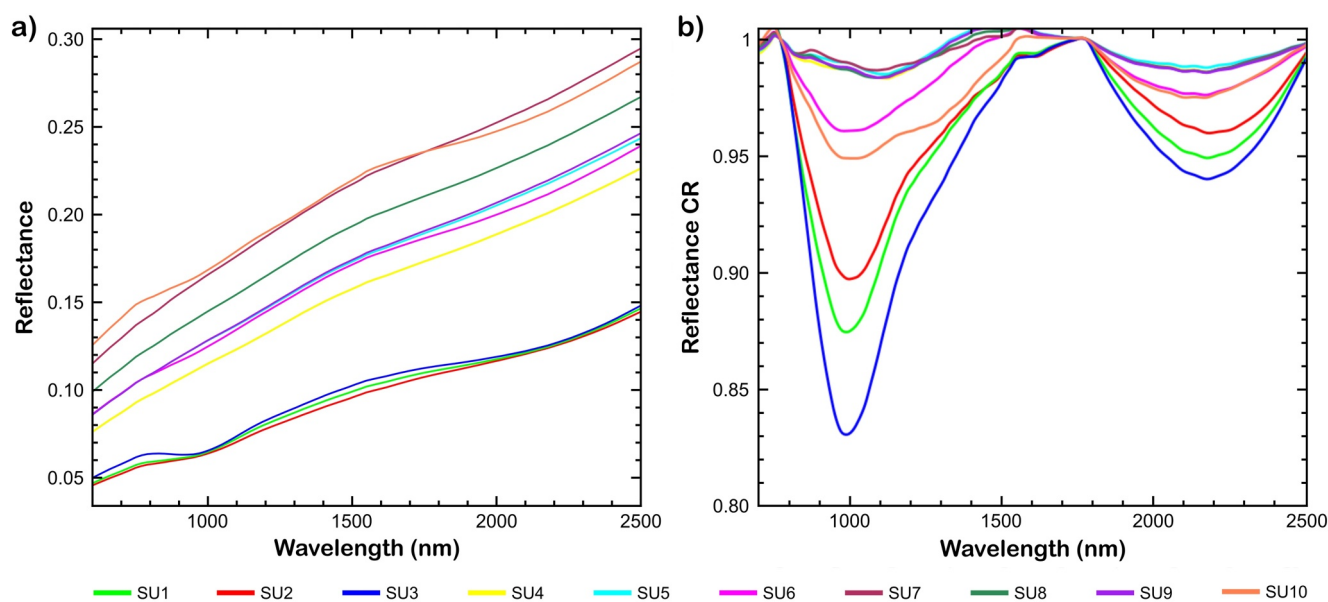 a)
0.30
0.25
0.20
0.15
0.10
0.05
Reflectance
1000
1500
2000
2500
Wavelength (nm)
b)
1
0.95
0.90
0.85
0.80
Reflectance CR
1000
1500
2000
2500
Wavelength (nm)
SU1 SU2 SU3 SU4 SU5 SU6 SU7 SU8 SU9 SU10